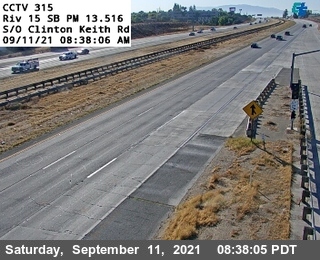 CCTV 315
Riv 15 SB PM 13.516
S/O Clinton Keith Rd
09/11/21 08:38:06 AM
Saturday, September 11, 2021 08:38:05 PDT